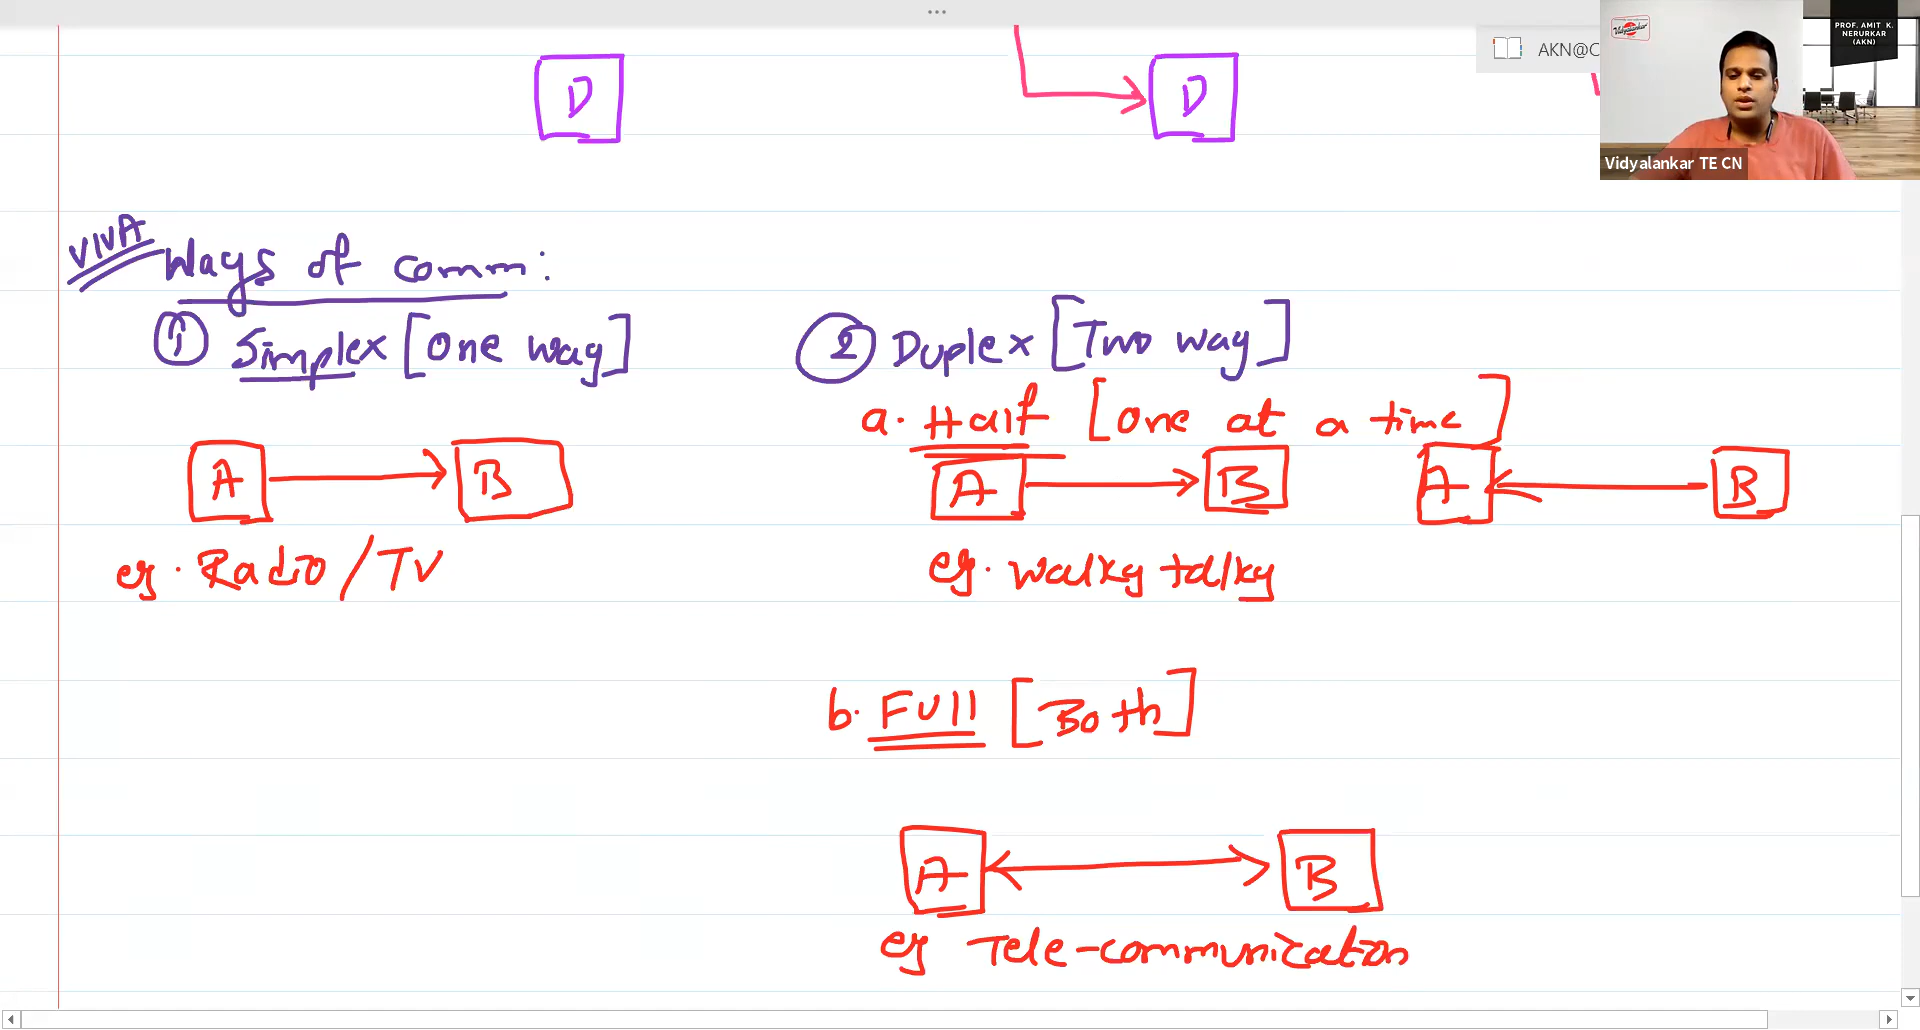 AKN@C
PROF. AMIT K.
NERURKAR
(AKN)
Vidyalankar
Vidyalankar TE CN
D
D
VIVA
Ways of comm:
① Simplex [One way]
② Duplex [Two way]
a. Half [One at a time]
A
B
A
B
A
B
eg. Radio / TV
eg. walky talky
b. Full [Both]
A
B
eg Tele-communication